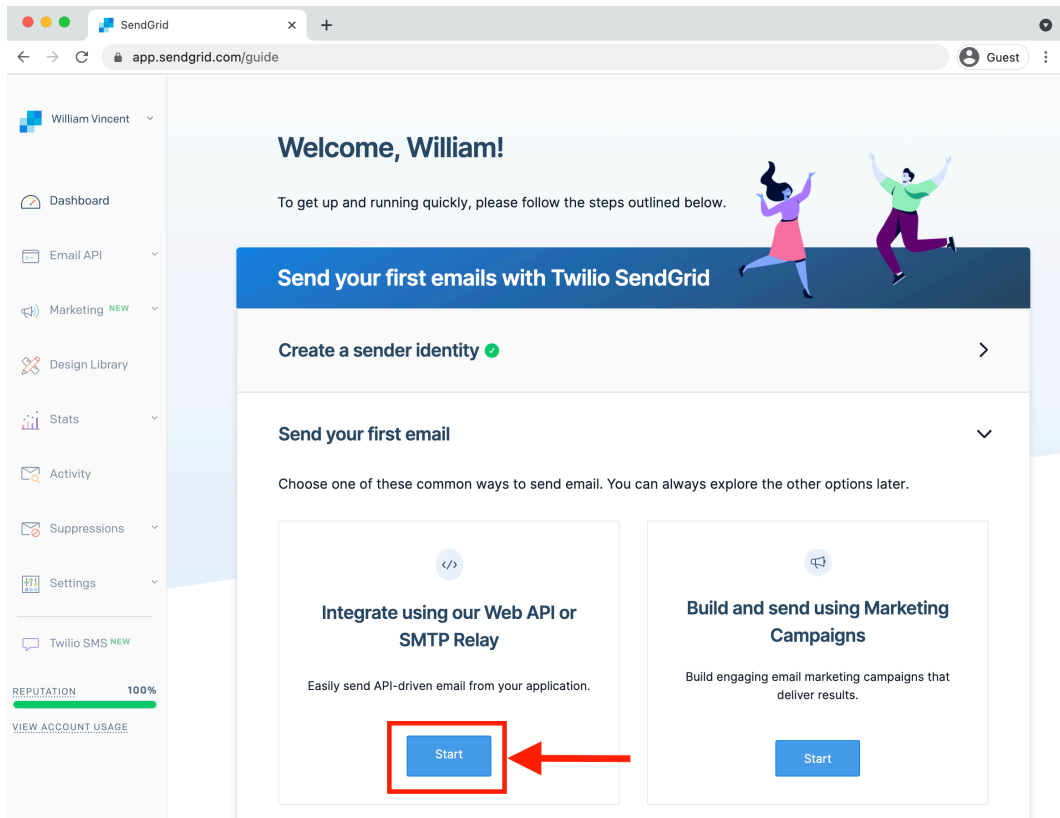 SendGrid
app.sendgrid.com/guide
Guest
William Vincent
Dashboard
Email API
Marketing NEW
Design Library
Stats
Activity
Suppressions
Settings
Twilio SMS NEW
REPUTATION 100%
VIEW ACCOUNT USAGE
Welcome, William!
To get up and running quickly, please follow the steps outlined below.
Send your first emails with Twilio SendGrid
Create a sender identity
Send your first email
Choose one of these common ways to send email. You can always explore the other options later.
</>
Integrate using our Web API or
SMTP Relay
Easily send API-driven email from your application.
Start
Build and send using Marketing
Campaigns
Build engaging email marketing campaigns that
deliver results.
Start